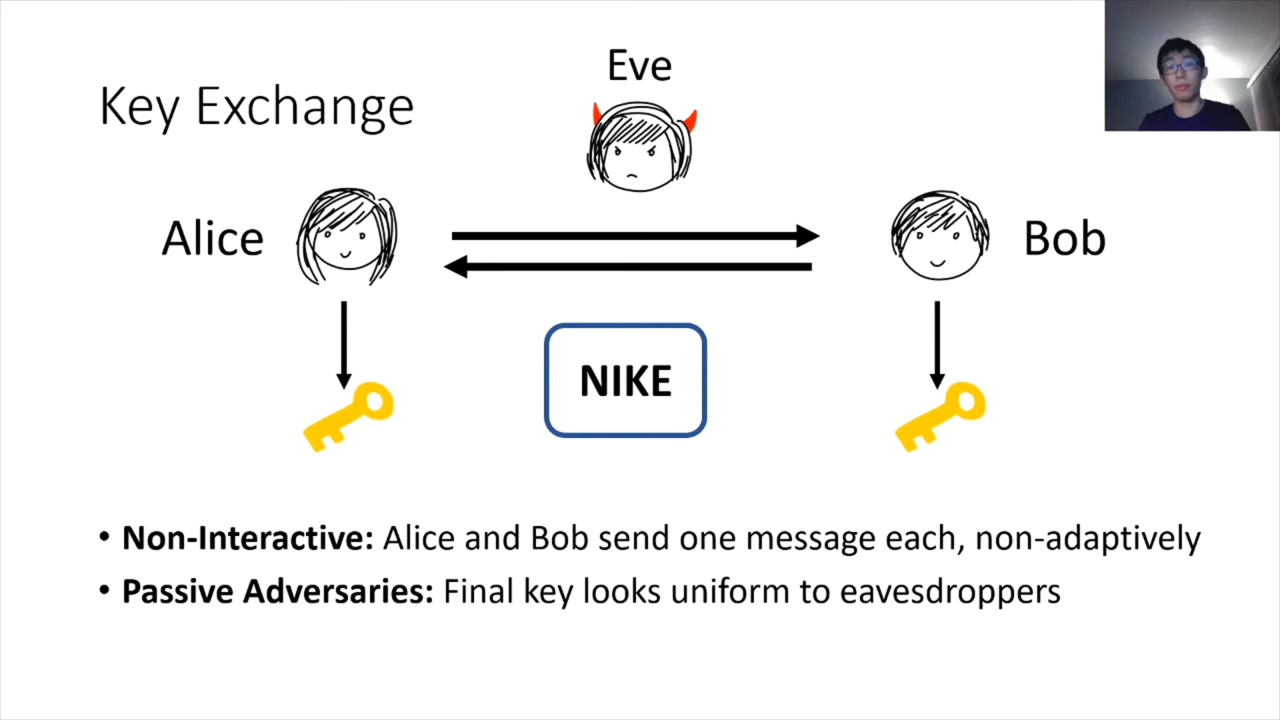 Eve
Key Exchange
Alice
Bob
NIKE
• Non-Interactive: Alice and Bob send one message each, non-adaptively
• Passive Adversaries: Final key looks uniform to eavesdroppers